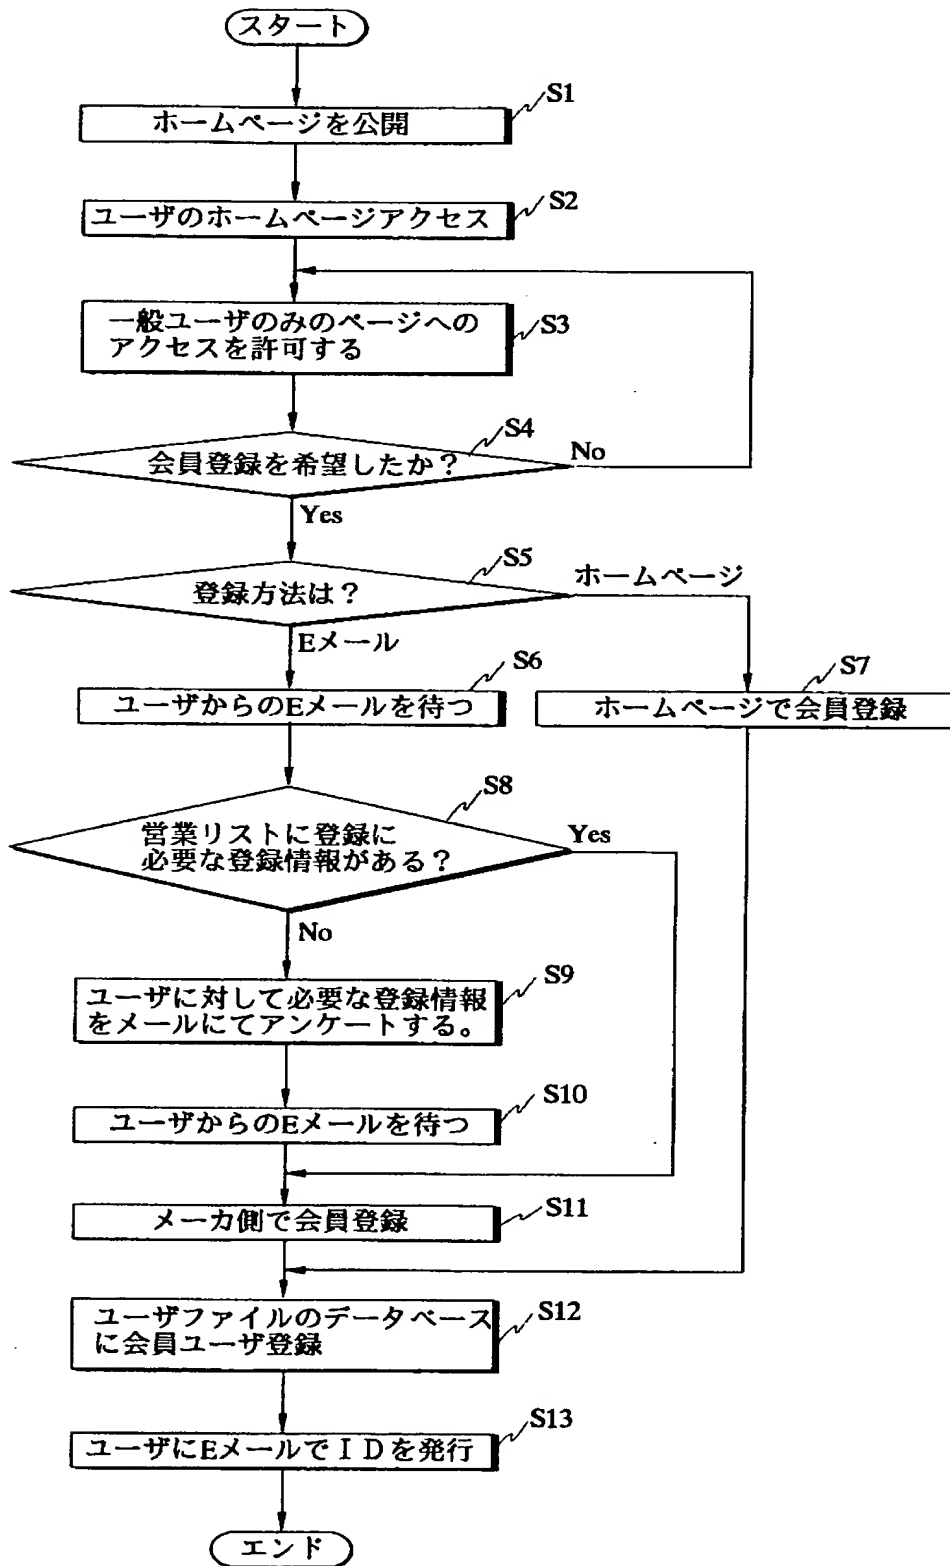 スタート
S1
ホームページを公開
S2
ユーザのホームページアクセス
一般ユーザのみのページへの
アクセスを許可する
S3
S4
会員登録を希望したか？
No
Yes
S5
登録方法は？
ホームページ
Eメール
S6
ユーザからのEメールを待つ
S7
ホームページで会員登録
S8
営業リストに登録に
必要な登録情報がある？
Yes
No
S9
ユーザに対して必要な登録情報
をメールにてアンケートする。
S10
ユーザからのEメールを待つ
メーカ側で会員登録
S11
ユーザファイルのデータベース
に会員ユーザ登録
S12
S13
ユーザにEメールでＩＤを発行
エンド